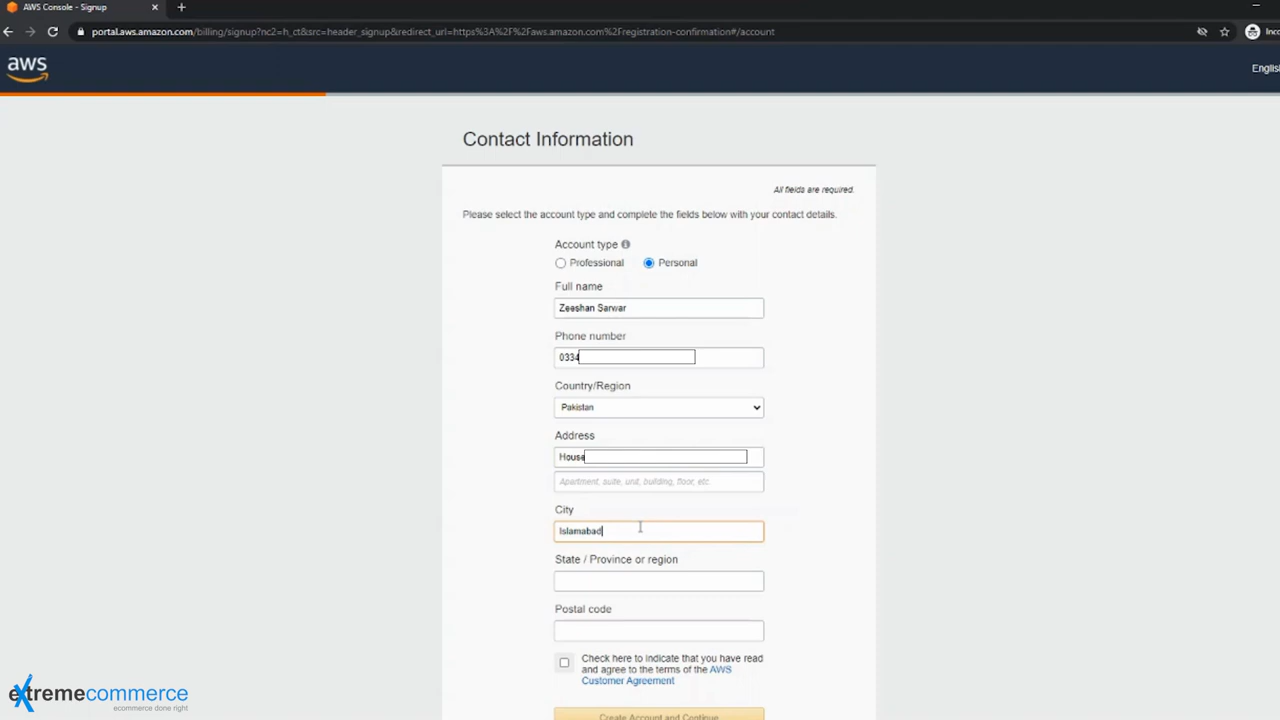 AWS Console - Signup
portal.aws.amazon.com/billing/signup?nc2=h_ct&src=header_signup&redirect_url=https%3A%2F%2Faws.amazon.com%2Fregistration-confirmation#/account
Inco
aws
English
Contact Information
All fields are required.
Please select the account type and complete the fields below with your contact details.
Account type
Professional
Personal
Full name
Zeeshan Sarwar
Phone number
0334
Country/Region
Pakistan
Address
House
Apartment, suite, unit, building, floor, etc.
City
Islamabad
State / Province or region
Postal code
Check here to indicate that you have read
and agree to the terms of the AWS
Customer Agreement
Create Account and Continue
extremecommerce
ecommerce done right